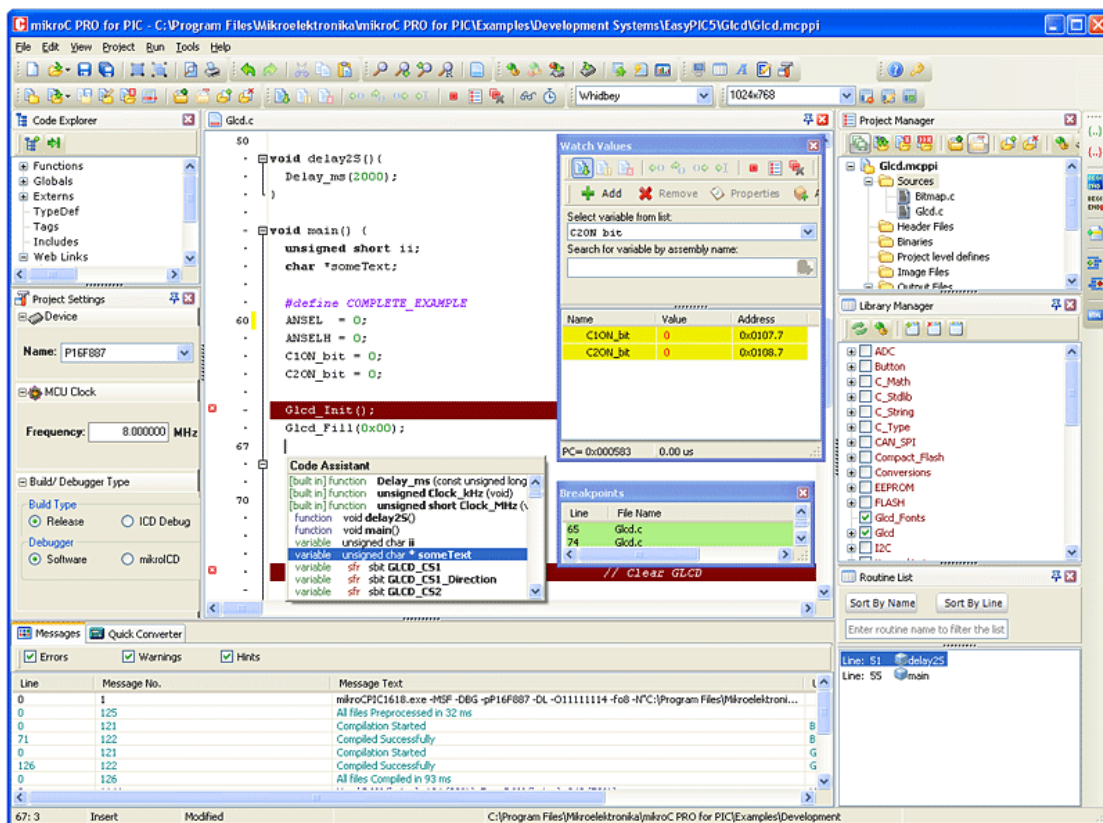 mikroC PRO for PIC - C:\Program Files\Mikroelektronika\mikroC PRO for PIC\Examples\Development Systems\EasyPIC5\Glcd\Glcd.mcppi
File Edit View Project Run Tools Help
Whidbey 1024x768
Code Explorer
Functions
Globals
Externs
TypeDef
Tags
Includes
Web Links
Project Settings
Device
Name: P16F887
MCU Clock
Frequency: 8.000000 MHz
Build/ Debugger Type
Build Type
Release ICD Debug
Debugger
Software mikroICD
Glcd.c
50
void delay2S(){
Delay_ms(2000);
}
void main() {
unsigned short ii;
char *someText;
#define COMPLETE_EXAMPLE
60 ANSEL = 0;
ANSELH = 0;
C1ON_bit = 0;
C2ON_bit = 0;
Glcd_Init();
Glcd_Fill(0x00);
67
70
// Clear GLCD
Code Assistant
[built in] function Delay_ms (const unsigned long
[built in] function unsigned Clock_kHz (void)
[built in] function unsigned short Clock_MHz (v
function void delay2S()
function void main()
variable unsigned char ii
variable unsigned char * someText
variable sfr sbit GLCD_CS1
variable sfr sbit GLCD_CS1_Direction
variable sfr sbit GLCD_CS2
Watch Values
Add Remove Properties A
Select variable from list:
C2ON_bit
Search for variable by assembly name:
Name Value Address
C1ON_bit 0 0x0107.7
C2ON_bit 0 0x0108.7
PC= 0x000583 0.00 us
Breakpoints
Line File Name
65 Glcd.c
74 Glcd.c
Project Manager
Glcd.mcppi
Sources
Bitmap.c
Glcd.c
Header Files
Binaries
Project level defines
Image Files
Output Files
Library Manager
ADC
Button
C_Math
C_Stdlib
C_String
C_Type
CAN_SPI
Compact_Flash
Conversions
EEPROM
FLASH
Glcd_Fonts
Glcd
I2C
Routine List
Sort By Name Sort By Line
Enter routine name to filter the list
Line: 51 delay2S
Line: 55 main
Messages Quick Converter
Errors Warnings Hints
Line Message No. Message Text
0 1 mikroCPIC1618.exe -MSF -DBG -pP16F887 -DL -O11111114 -fo8 -N"C:\Program Files\Mikroelektroni...
0 125 All files Preprocessed in 32 ms
0 121 Compilation Started B
71 122 Compiled Successfully B
0 121 Compilation Started G
126 122 Compiled Successfully G
0 126 All files Compiled in 93 ms
67: 3 Insert Modified C:\Program Files\Mikroelektronika\mikroC PRO for PIC\Examples\Development